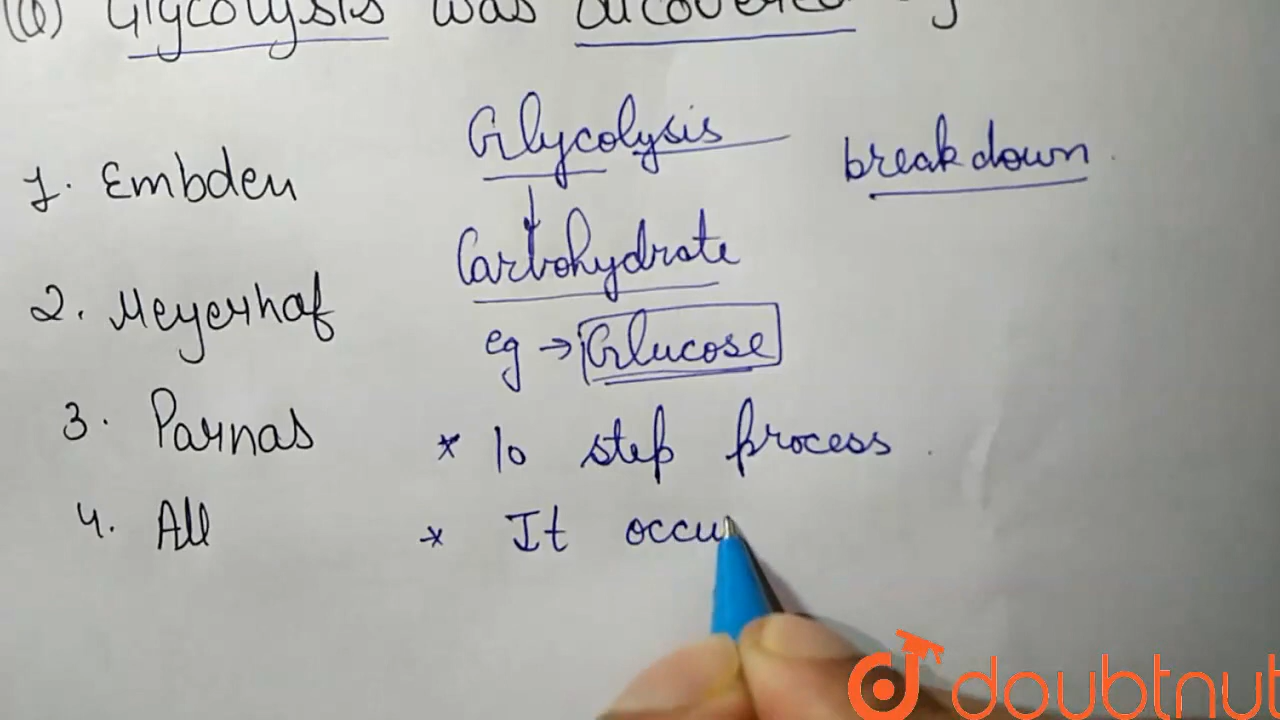 (Q) Glycolysis was discovered by
Glycolysis
breakdown
1. Embden
Carbohydrate
2. Meyerhaf
eg → Glucose
3. Parnas
* 10 step process
4. All
* It occu
doubtnut